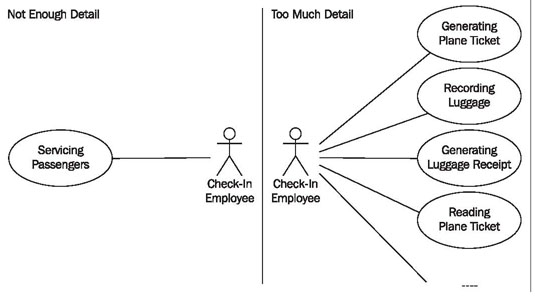 Not Enough Detail
Too Much Detail
Generating
Plane Ticket
Recording
Luggage
Servicing
Passengers
Generating
Luggage Receipt
Check-In
Employee
Check-In
Employee
Reading
Plane Ticket
----